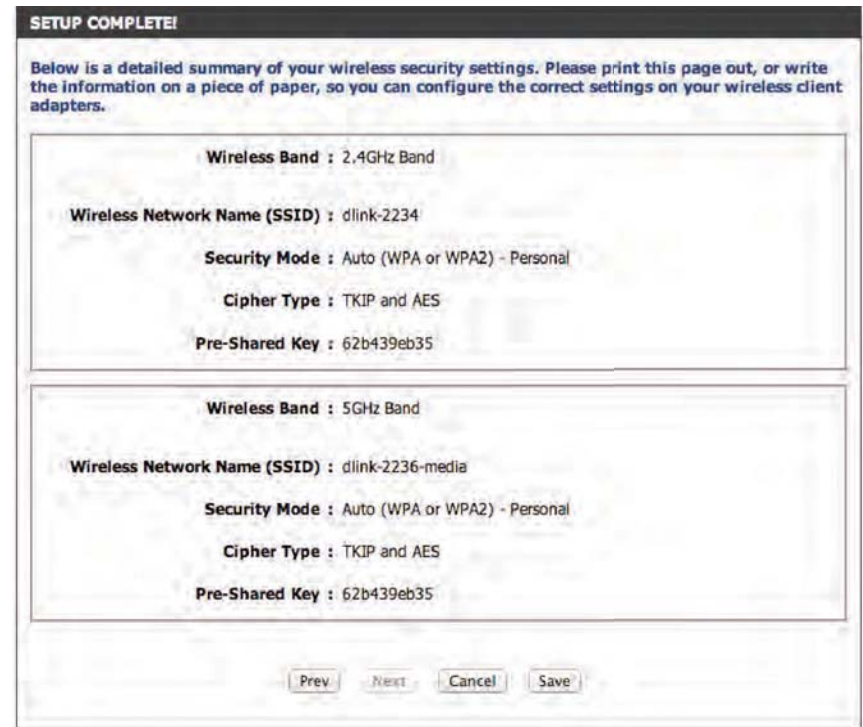 SETUP COMPLETE!
Below is a detailed summary of your wireless security settings. Please print this page out, or write
the information on a piece of paper, so you can configure the correct settings on your wireless client
adapters.
Wireless Band : 2.4GHz Band
Wireless Network Name (SSID) : dlink-2234
Security Mode : Auto (WPA or WPA2) - Personal
Cipher Type : TKIP and AES
Pre-Shared Key : 62b439eb35
Wireless Band : 5GHz Band
Wireless Network Name (SSID) : dlink-2236-media
Security Mode : Auto (WPA or WPA2) - Personal
Cipher Type : TKIP and AES
Pre-Shared Key : 62b439eb35
Prev Next Cancel Save